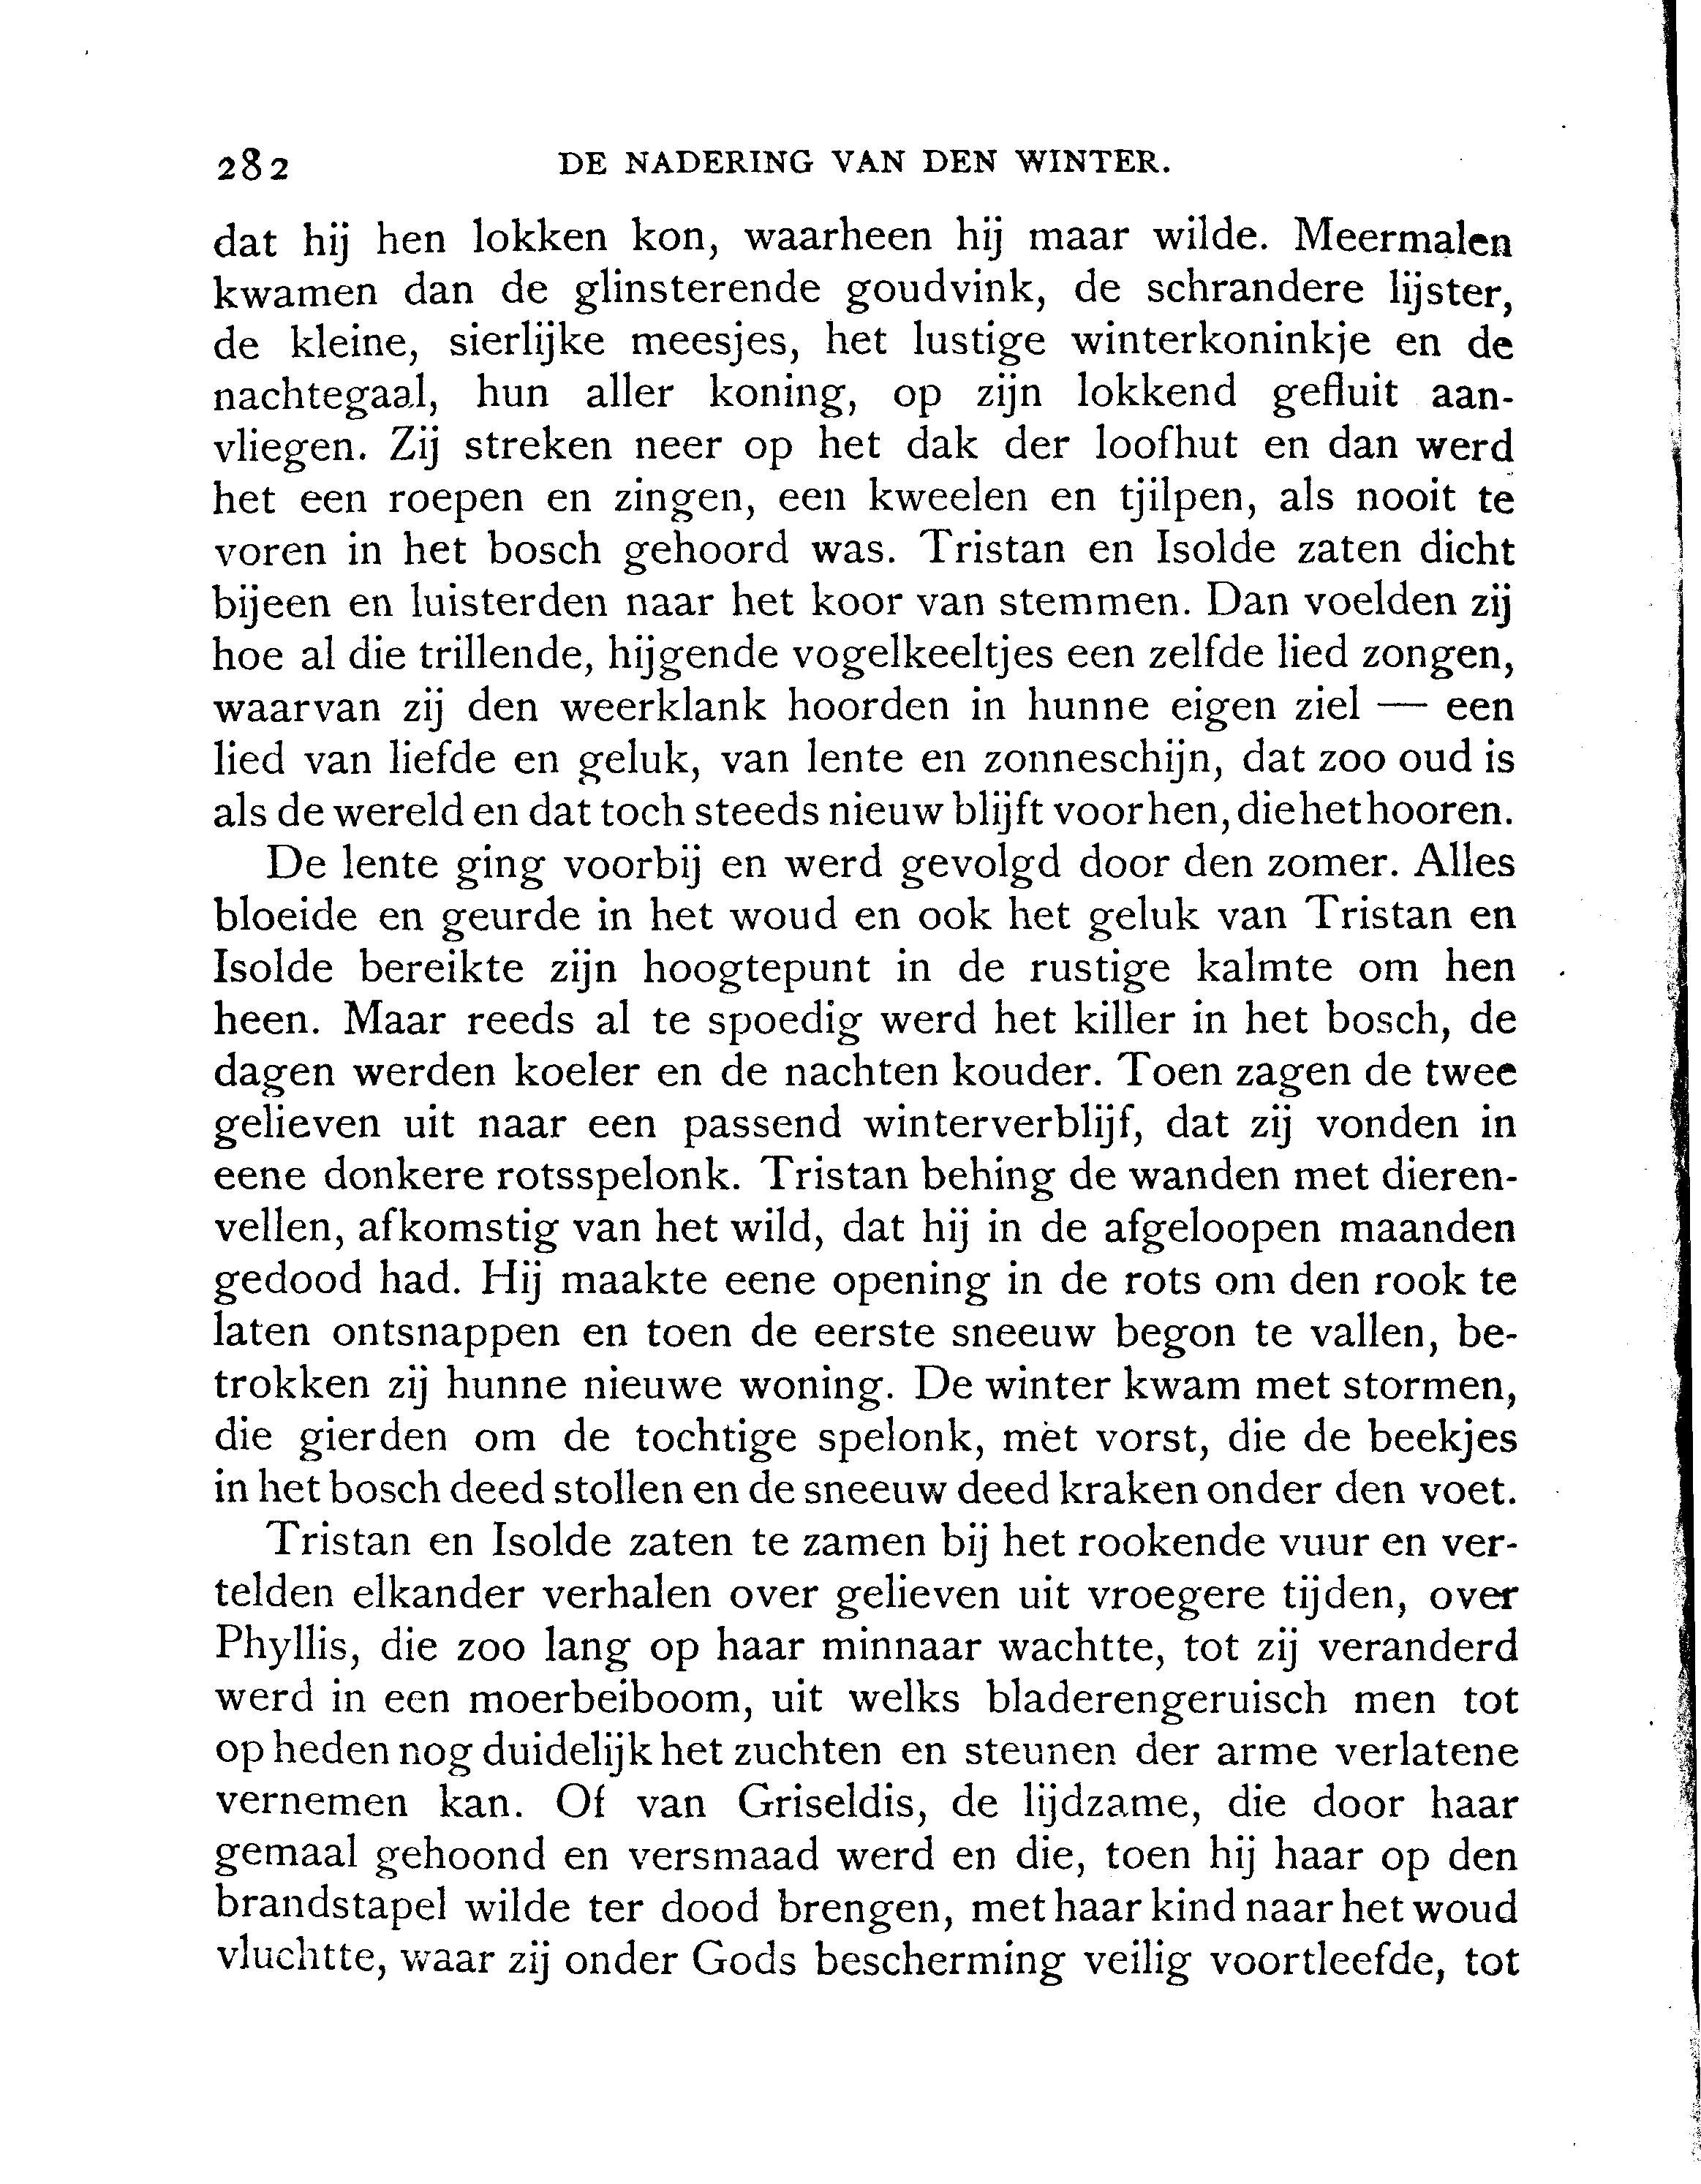 282 DE NADERING VAN DEN WINTER.
dat hij hen lokken kon, waarheen hij maar wilde. Meermalen
kwamen dan de glinsterende goudvink, de schrandere lijster,
de kleine, sierlijke meesjes, het lustige winterkoninkje en de
nachtegaal, hun aller koning, op zijn lokkend gefluit aan-
vliegen. Zij streken neer op het dak der loofhut en dan werd
het een roepen en zingen, een kweelen en tjilpen, als nooit te
voren in het bosch gehoord was. Tristan en Isolde zaten dicht
bijeen en luisterden naar het koor van stemmen. Dan voelden zij
hoe al die trillende, hijgende vogelkeeltjes een zelfde lied zongen,
waarvan zij den weerklank hoorden in hunne eigen ziel — een
lied van liefde en geluk, van lente en zonneschijn, dat zoo oud is
als de wereld en dat toch steeds nieuw blijft voor hen, die het hooren.
De lente ging voorbij en werd gevolgd door den zomer. Alles
bloeide en geurde in het woud en ook het geluk van Tristan en
Isolde bereikte zijn hoogtepunt in de rustige kalmte om hen
heen. Maar reeds al te spoedig werd het killer in het bosch, de
dagen werden koeler en de nachten kouder. Toen zagen de twee
gelieven uit naar een passend winterverblijf, dat zij vonden in
eene donkere rotsspelonk. Tristan behing de wanden met dieren-
vellen, afkomstig van het wild, dat hij in de afgeloopen maanden
gedood had. Hij maakte eene opening in de rots om den rook te
laten ontsnappen en toen de eerste sneeuw begon te vallen, be-
trokken zij hunne nieuwe woning. De winter kwam met stormen,
die gierden om de tochtige spelonk, met vorst, die de beekjes
in het bosch deed stollen en de sneeuw deed kraken onder den voet.
Tristan en Isolde zaten te zamen bij het rookende vuur en ver-
telden elkander verhalen over gelieven uit vroegere tijden, over
Phyllis, die zoo lang op haar minnaar wachtte, tot zij veranderd
werd in een moerbeiboom, uit welks bladerengeruisch men tot
op heden nog duidelijk het zuchten en steunen der arme verlatene
vernemen kan. Of van Griseldis, de lijdzame, die door haar
gemaal gehoond en versmaad werd en die, toen hij haar op den
brandstapel wilde ter dood brengen, met haar kind naar het woud
vluchtte, waar zij onder Gods bescherming veilig voortleefde, tot